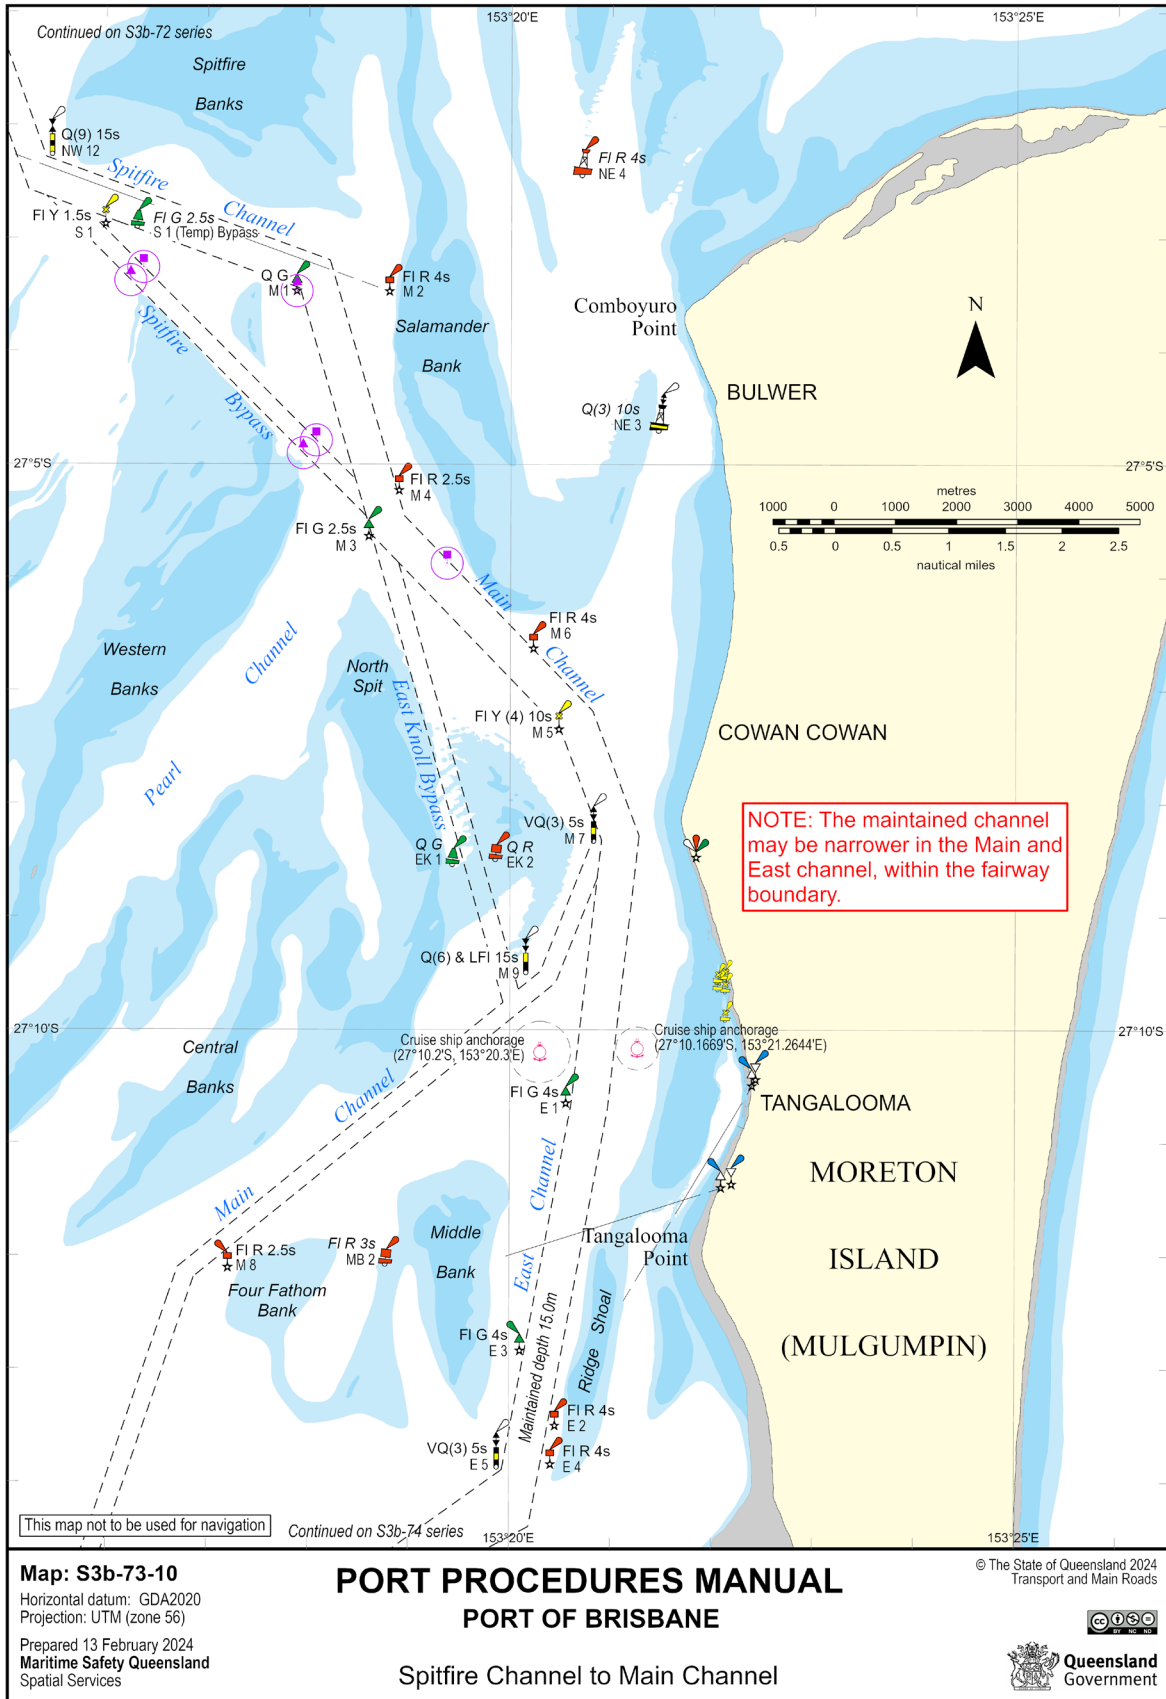 153°20'E
153°25'E
Continued on S3b-72 series
Spitfire
Banks
Q(9) 15s
NW 12
Fl R 4s
NE 4
Spitfire
Channel
Fl Y 1.5s
S 1
Fl G 2.5s
S 1 (Temp) Bypass
Q G
M 1
Fl R 4s
M 2
Comboyuro
Point
N
Spitfire
Bypass
Salamander
Bank
BULWER
Q(3) 10s
NE 3
27°5'S
27°5'S
Fl R 2.5s
M 4
metres
1000 0 1000 2000 3000 4000 5000
0.5 0 0.5 1 1.5 2 2.5
nautical miles
Fl G 2.5s
M 3
Main
Channel
Fl R 4s
M 6
Western
Banks
Channel
Pearl
North
Spit
East Knoll Bypass
Fl Y (4) 10s
M 5
COWAN COWAN
NOTE: The maintained channel
may be narrower in the Main and
East channel, within the fairway
boundary.
VQ(3) 5s
M 7
Q G
EK 1
Q R
EK 2
Q(6) & LFl 15s
M 9
27°10'S
27°10'S
Cruise ship anchorage
(27°10.2'S, 153°20.3'E)
Cruise ship anchorage
(27°10.1669'S, 153°21.2644'E)
Central
Banks
Channel
Main
Fl G 4s
E 1
TANGALOOMA
Channel
East
MORETON
ISLAND
(MULGUMPIN)
Tangalooma
Point
Middle
Bank
Fl R 2.5s
M 8
Fl R 3s
MB 2
Four Fathom
Bank
Fl G 4s
E 3
Maintained depth 15.0m
Ridge Shoal
Fl R 4s
E 2
VQ(3) 5s
E 5
Fl R 4s
E 4
This map not to be used for navigation
Continued on S3b-74 series
153°20'E
153°25'E
Map: S3b-73-10
Horizontal datum: GDA2020
Projection: UTM (zone 56)
Prepared 13 February 2024
Maritime Safety Queensland
Spatial Services
PORT PROCEDURES MANUAL
PORT OF BRISBANE
Spitfire Channel to Main Channel
© The State of Queensland 2024
Transport and Main Roads
cc
BY NC ND
Queensland
Government